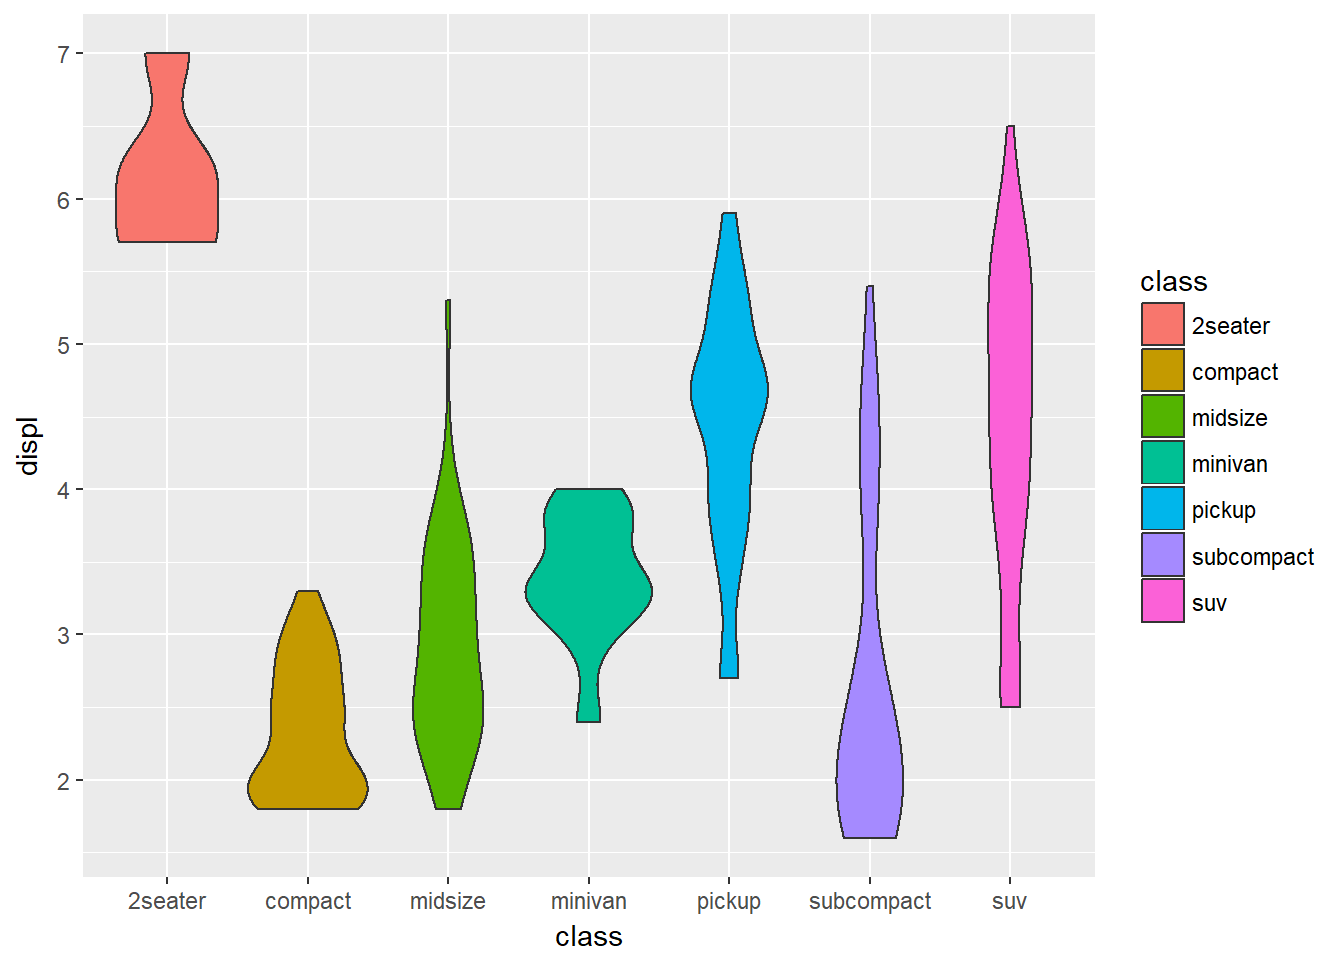 7
6
5
4
3
2
displ
2seater compact midsize minivan pickup subcompact suv
class
class
2seater
compact
midsize
minivan
pickup
subcompact
suv